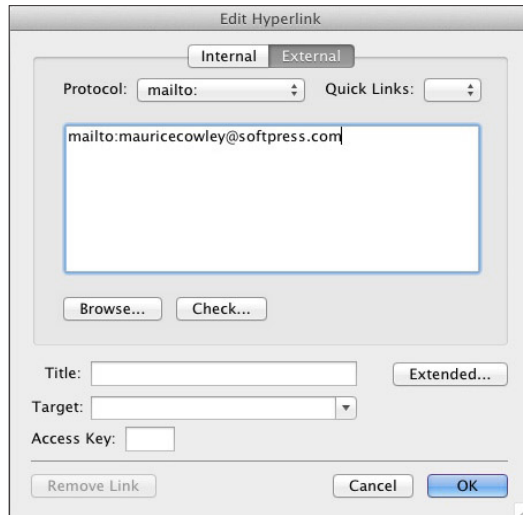 Edit Hyperlink
Internal External
Protocol: mailto: Quick Links:
mailto:mauricecowley@softpress.com
Browse... Check...
Title: Extended...
Target:
Access Key:
Remove Link Cancel OK